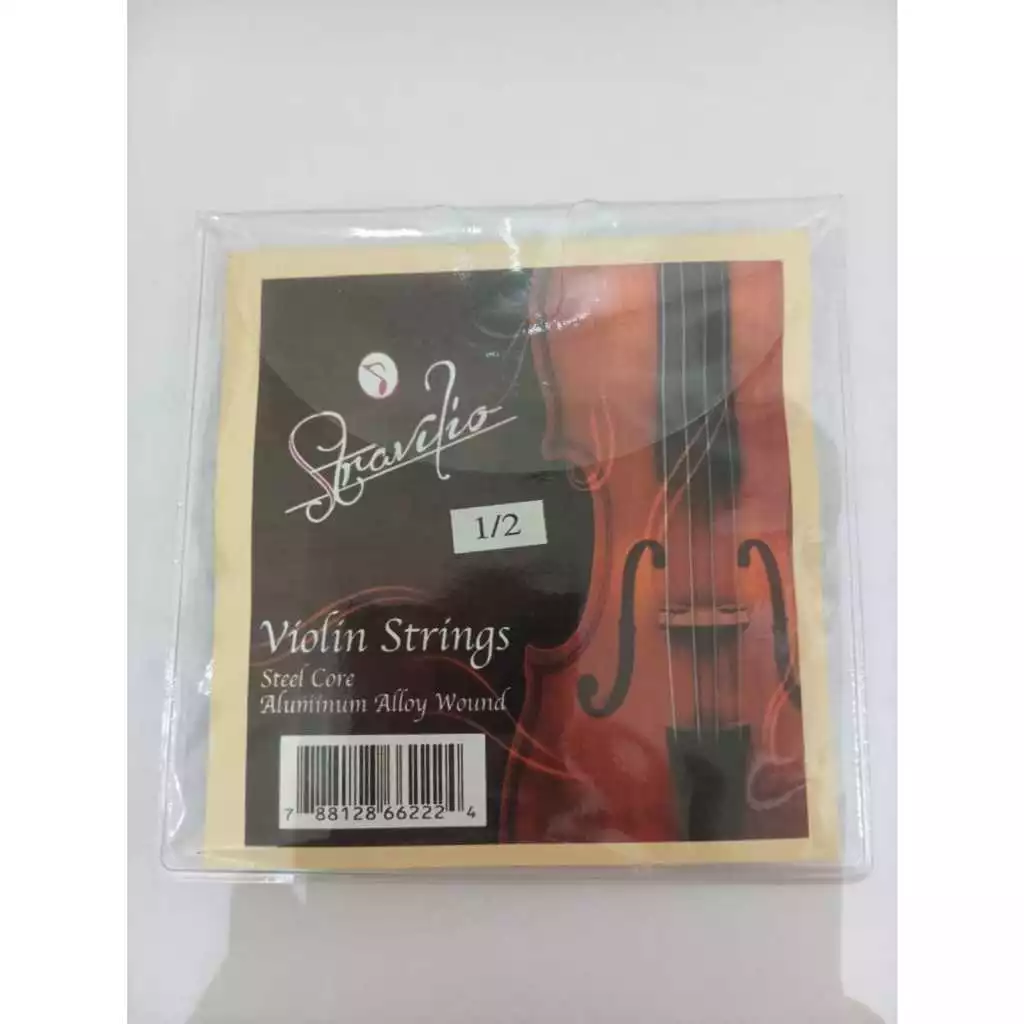 Stravilio
1/2
Violin Strings
Steel Core
Aluminum Alloy Wound
7 88128 66222 4